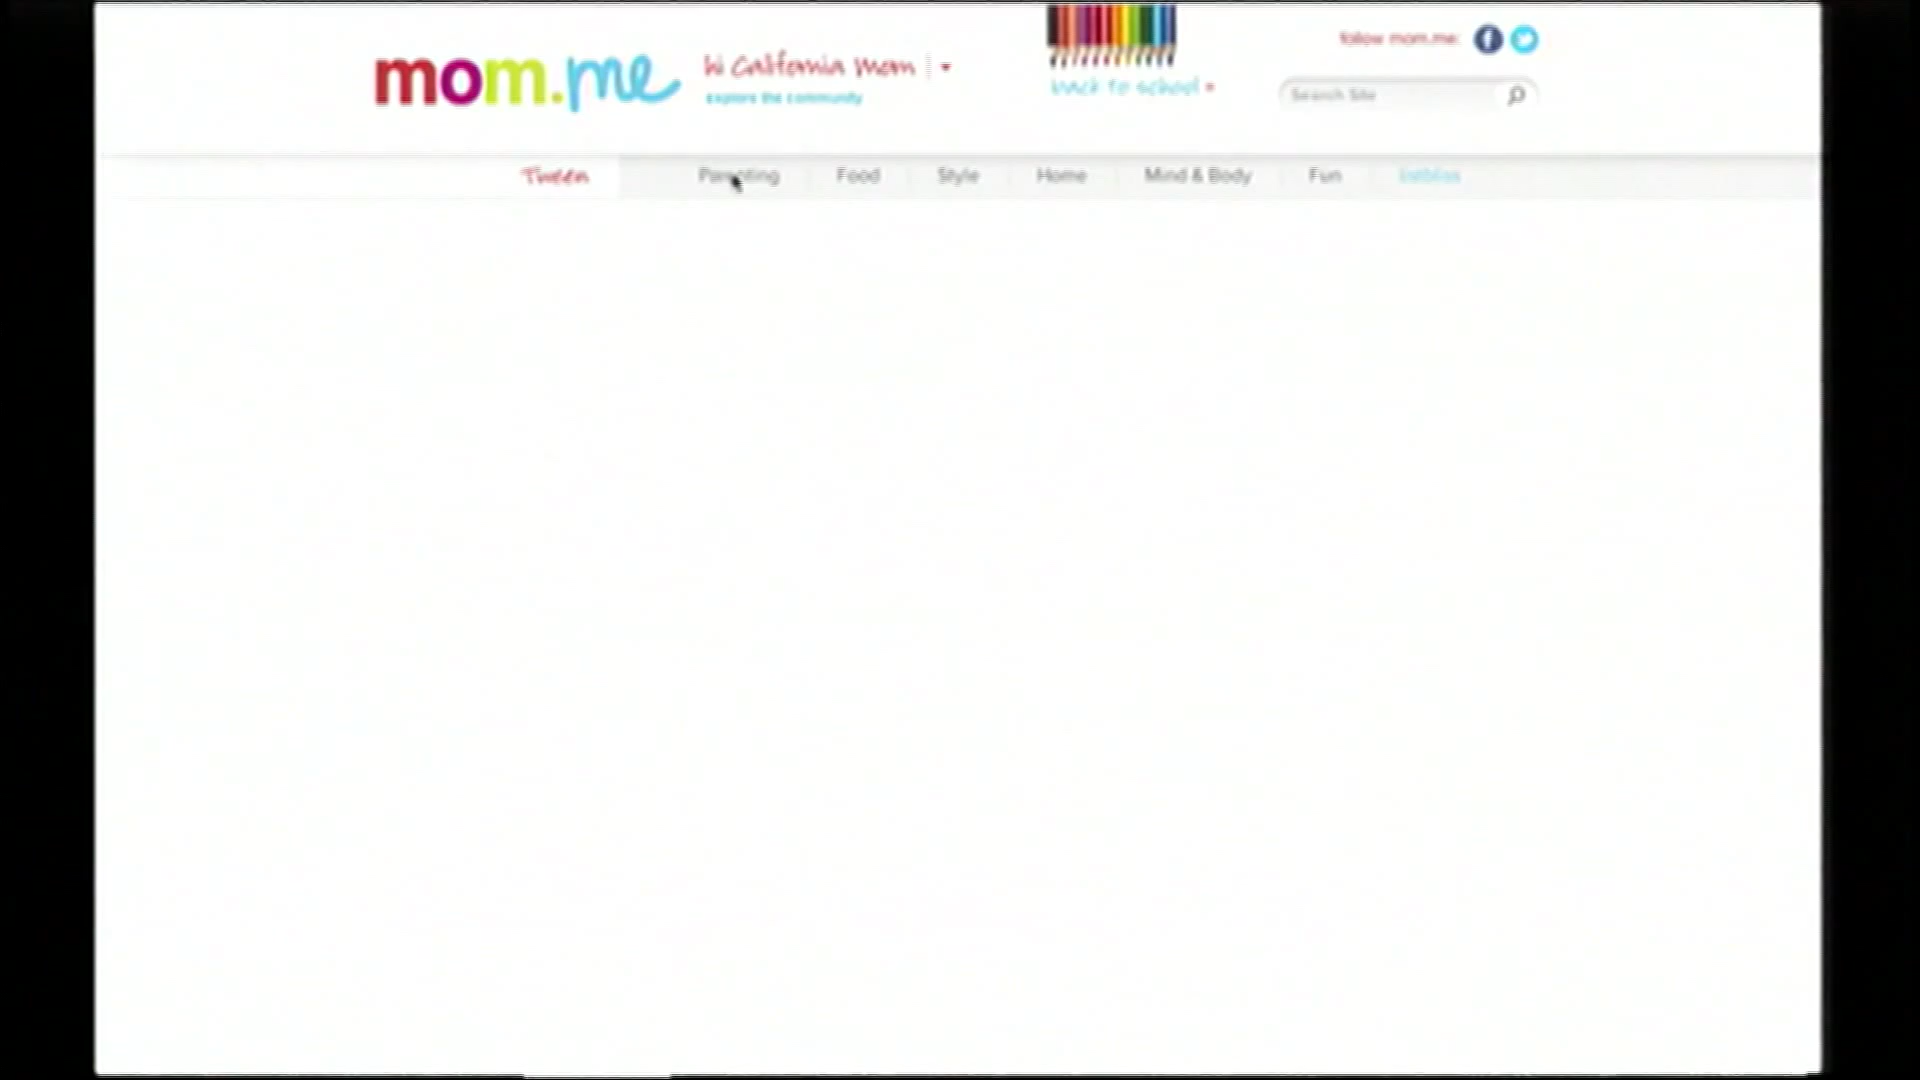 follow mom.me:
mom.me
hi California Mom
explore the community
back to school
Search Site
Tween
Parenting
Food
Style
Home
Mind & Body
Fun